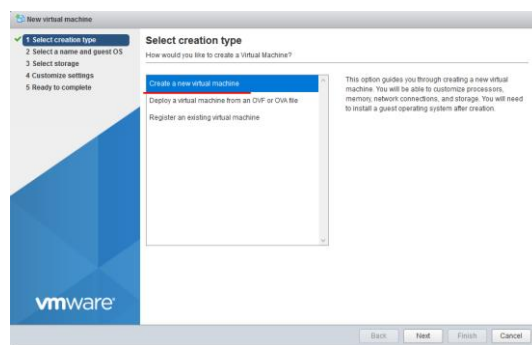 New virtual machine
1 Select creation type
2 Select a name and guest OS
3 Select storage
4 Customize settings
5 Ready to complete
Select creation type
How would you like to create a Virtual Machine?
Create a new virtual machine
Deploy a virtual machine from an OVF or OVA file
Register an existing virtual machine
This option guides you through creating a new virtual
machine. You will be able to customize processors,
memory, network connections, and storage. You will need
to install a guest operating system after creation.
vmware
Back Next Finish Cancel